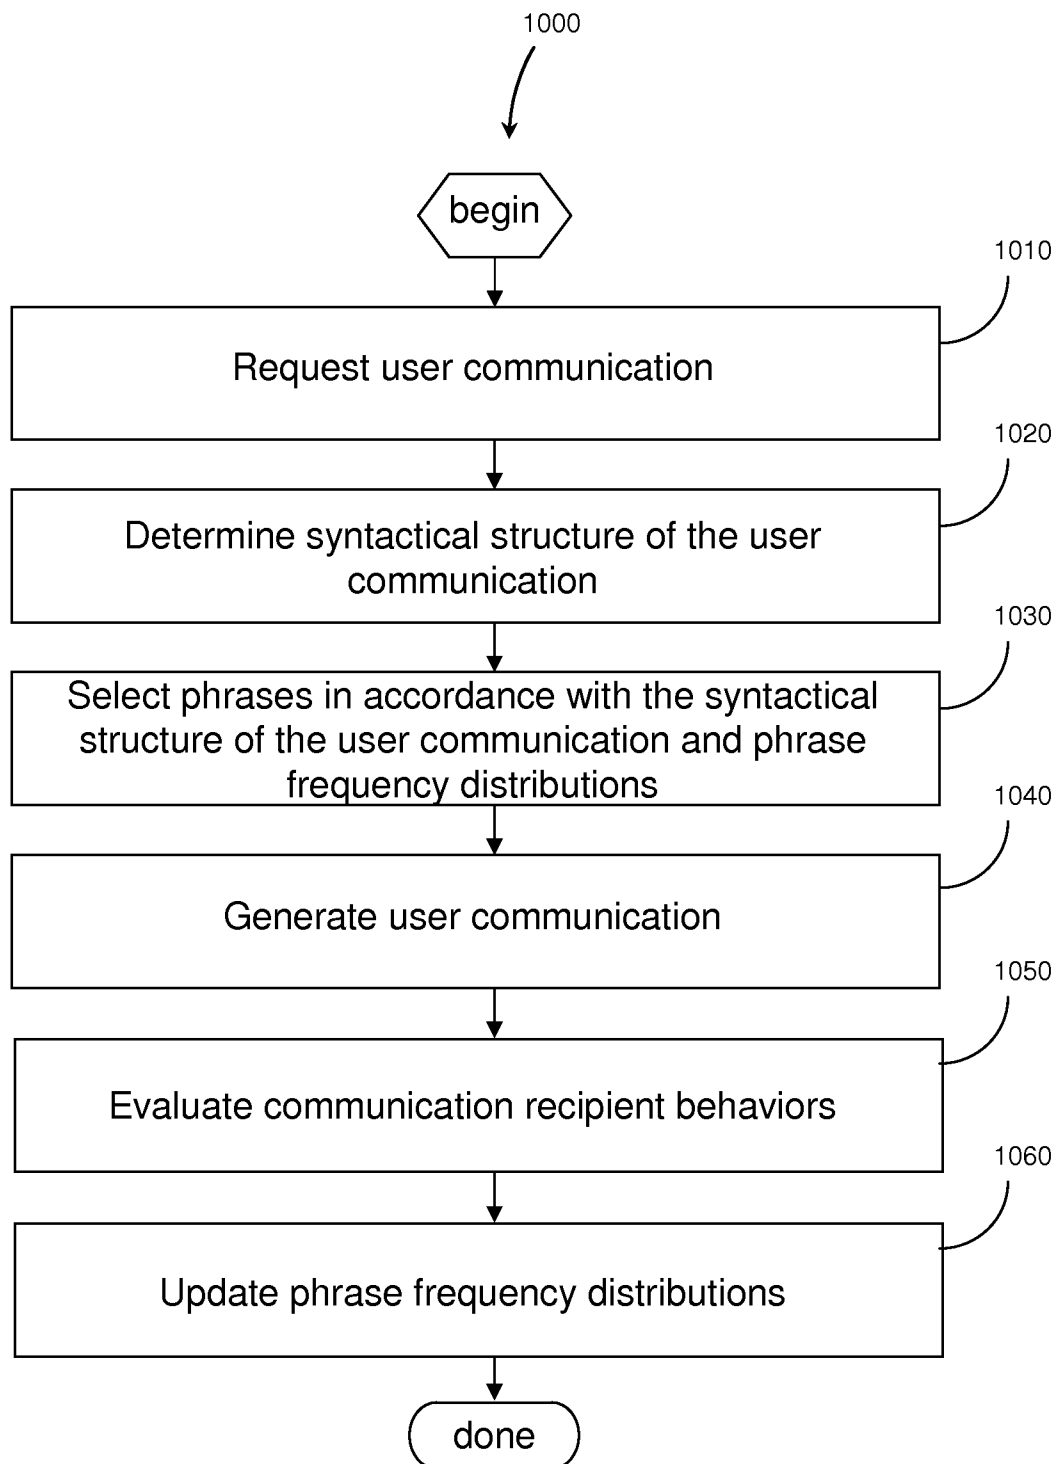 1000
begin
1010
Request user communication
1020
Determine syntactical structure of the user
communication
1030
Select phrases in accordance with the syntactical
structure of the user communication and phrase
frequency distributions
1040
Generate user communication
1050
Evaluate communication recipient behaviors
1060
Update phrase frequency distributions
done